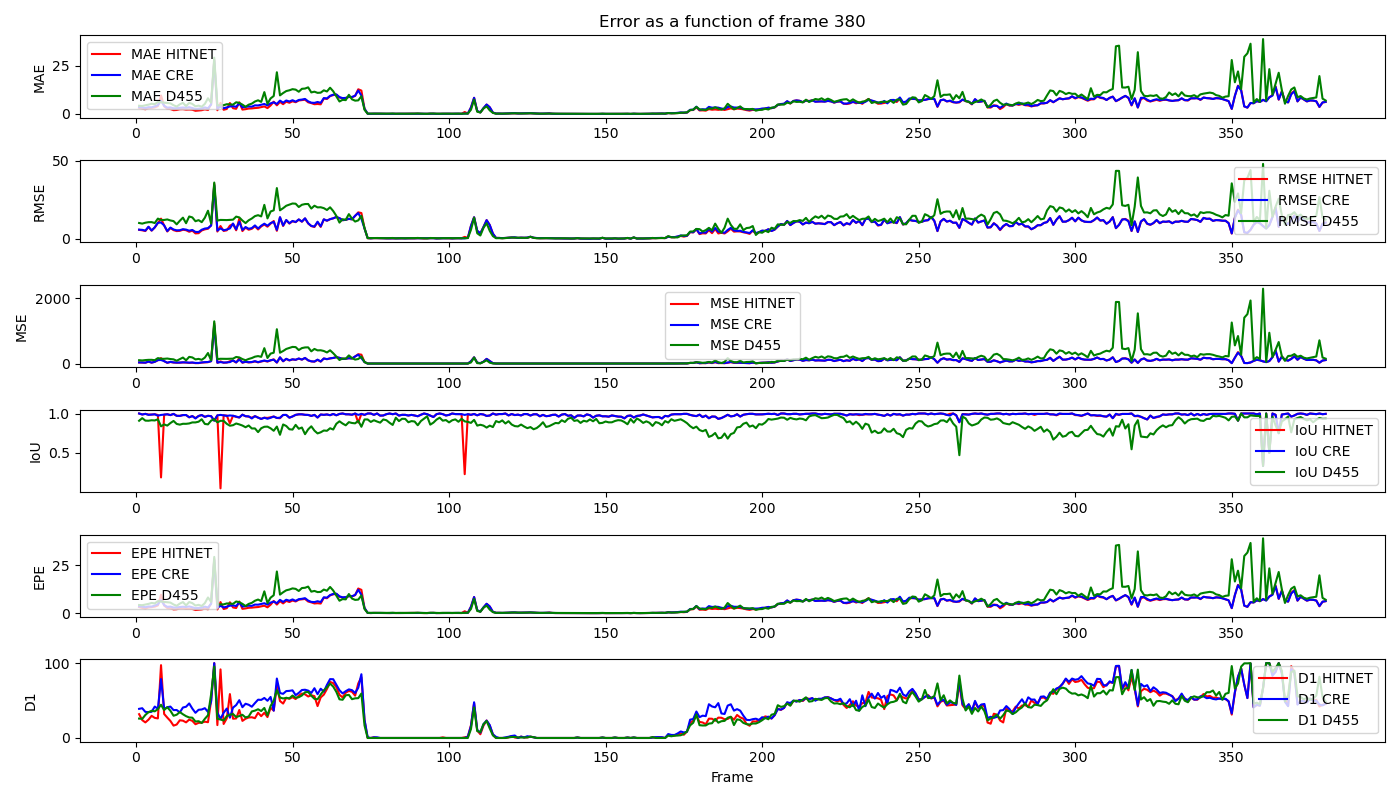 Error as a function of frame 380
MAE
25
0
MAE HITNET
MAE CRE
MAE D455
0 50 100 150 200 250 300 350
RMSE
50
0
RMSE HITNET
RMSE CRE
RMSE D455
0 50 100 150 200 250 300 350
MSE
2000
0
MSE HITNET
MSE CRE
MSE D455
0 50 100 150 200 250 300 350
IoU
1.0
0.5
IoU HITNET
IoU CRE
IoU D455
0 50 100 150 200 250 300 350
EPE
25
0
EPE HITNET
EPE CRE
EPE D455
0 50 100 150 200 250 300 350
D1
100
0
D1 HITNET
D1 CRE
D1 D455
0 50 100 150 200 250 300 350
Frame